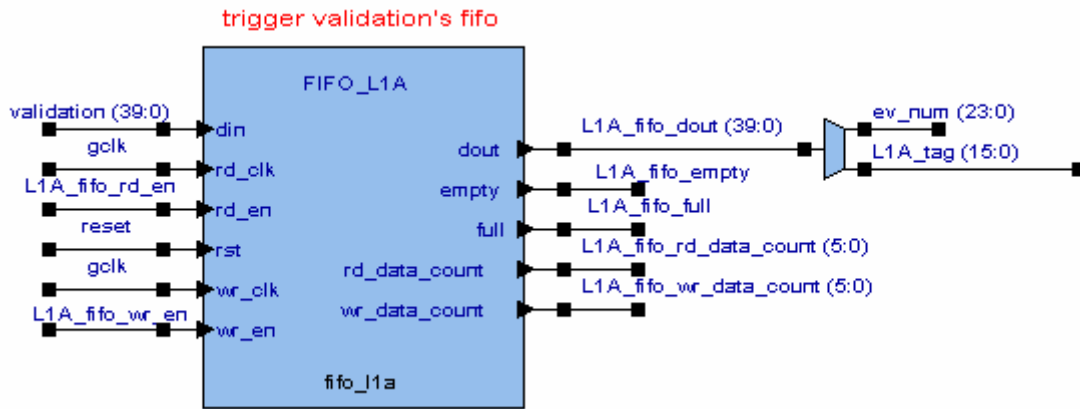 trigger validation's fifo
FIFO_L1A
validation (39:0)
din
gclk
rd_clk
L1A_fifo_rd_en
rd_en
reset
rst
gclk
wr_clk
L1A_fifo_wr_en
wr_en
dout
L1A_fifo_dout (39:0)
ev_num (23:0)
L1A_tag (15:0)
empty
L1A_fifo_empty
full
L1A_fifo_full
rd_data_count
L1A_fifo_rd_data_count (5:0)
wr_data_count
L1A_fifo_wr_data_count (5:0)
fifo_l1a